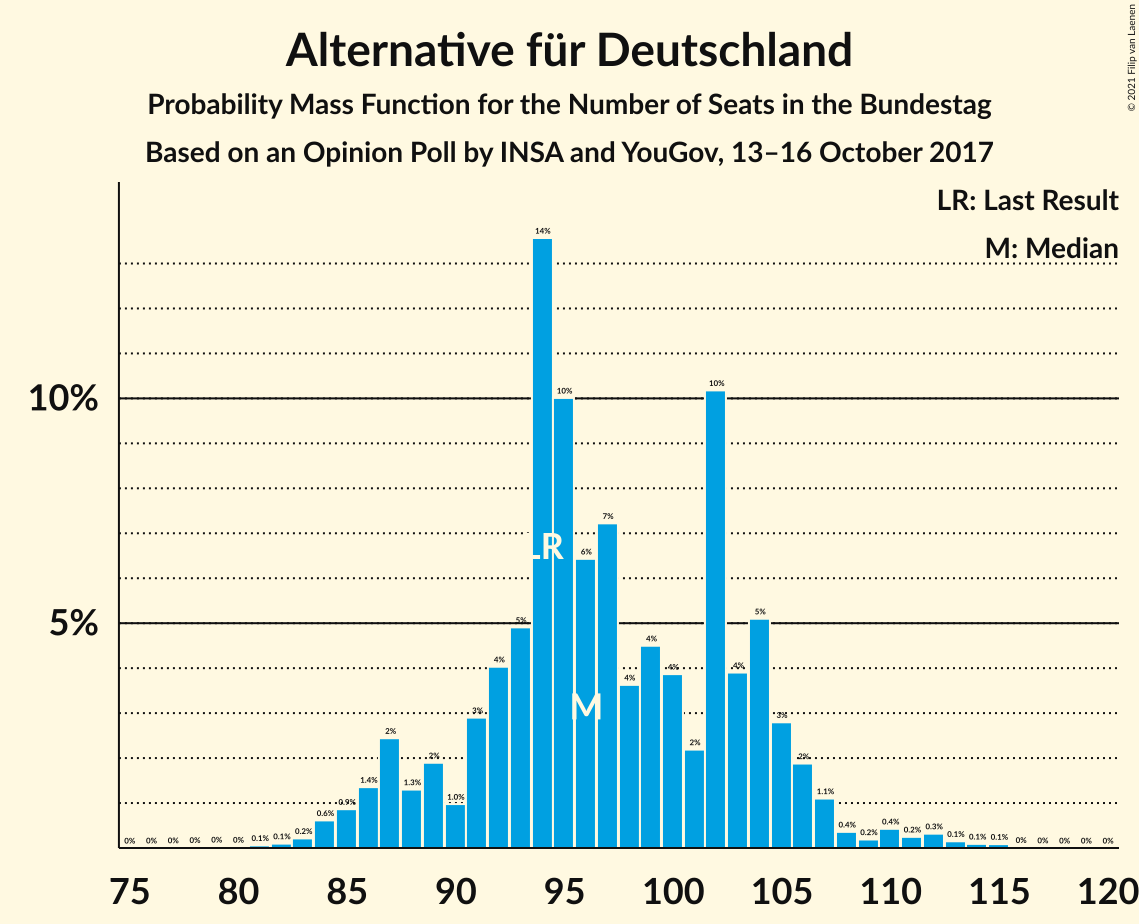 Alternative für Deutschland
Probability Mass Function for the Number of Seats in the Bundestag
Based on an Opinion Poll by INSA and YouGov, 13–16 October 2017
© 2021 Filip van Laenen
LR: Last Result
M: Median
10%
5%
0% 0% 0% 0% 0% 0% 0.1% 0.1% 0.2% 0.6% 0.9% 1.4% 2% 1.3% 2% 1.0% 3% 4% 5% 14% 10% 6% 7% 4% 4% 4% 2% 10% 4% 5% 3% 2% 1.1% 0.4% 0.2% 0.4% 0.2% 0.3% 0.1% 0.1% 0.1% 0% 0% 0% 0% 0%
LR
M
75 80 85 90 95 100 105 110 115 120